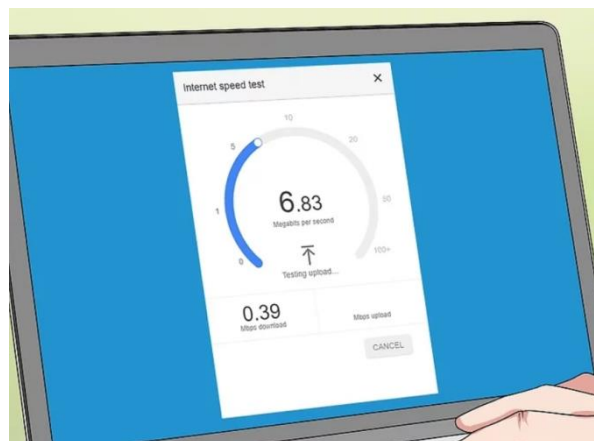 Internet speed test ×
10
5
20
1
30
0
100+
6.83
Megabits per second
Testing upload...
0.39
Mbps download
Mbps upload
CANCEL